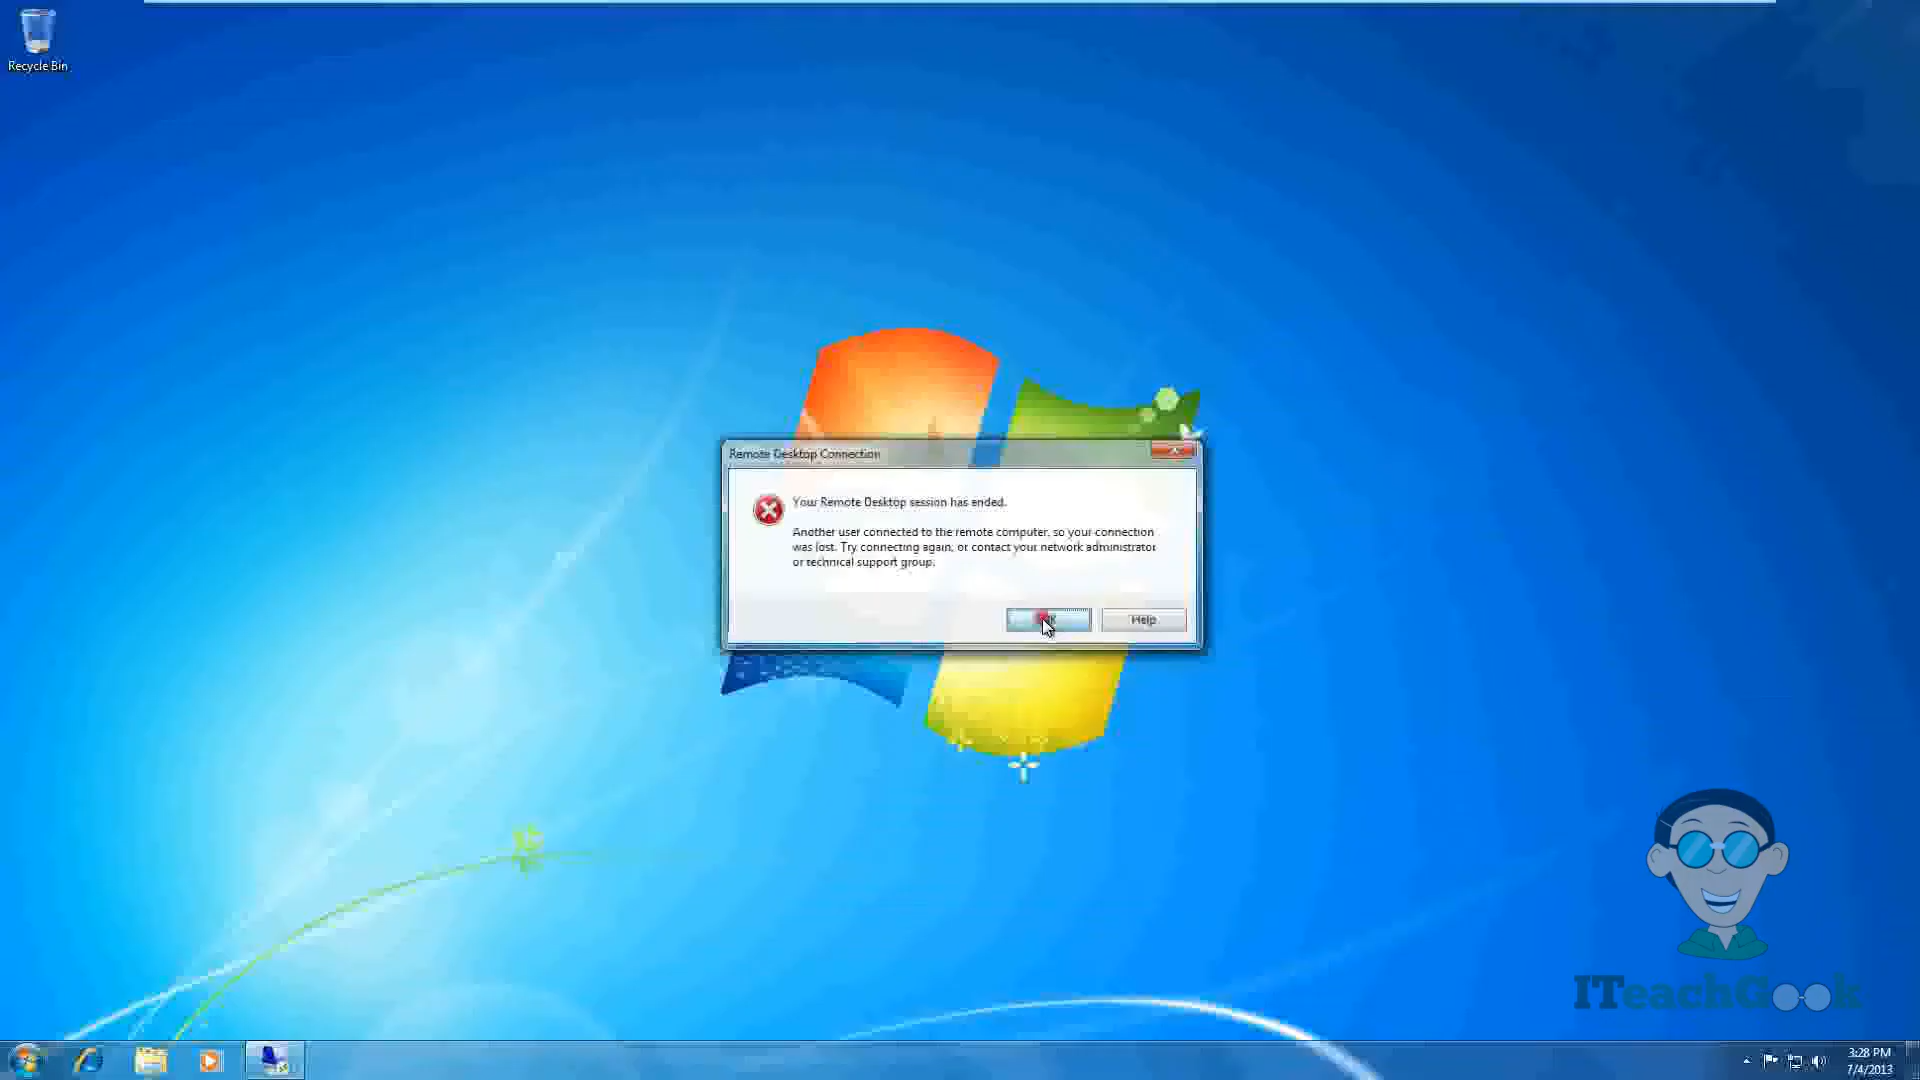 Recycle Bin
Remote Desktop Connection
Your Remote Desktop session has ended.
Another user connected to the remote computer, so your connection
was lost. Try connecting again, or contact your network administrator
or technical support group.
Help
ITeachGeek
3:28 PM
7/4/2013